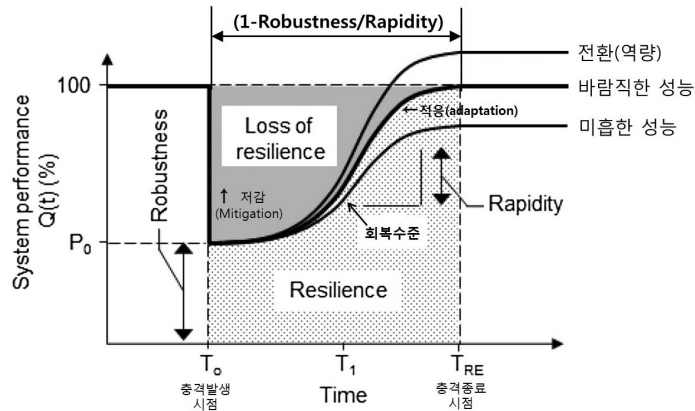 (1-Robustness/Rapidity)
전환(역량)
100
바람직한 성능
←적응(adaptation)
미흡한 성능
Loss of
resilience
System performance
Q(t) (%)
Robustness
↑ 저감
(Mitigation)
Rapidity
회복수준
P₀
Resilience
T₀
T₁
T_RE
충격발생
시점
Time
충격종료
시점